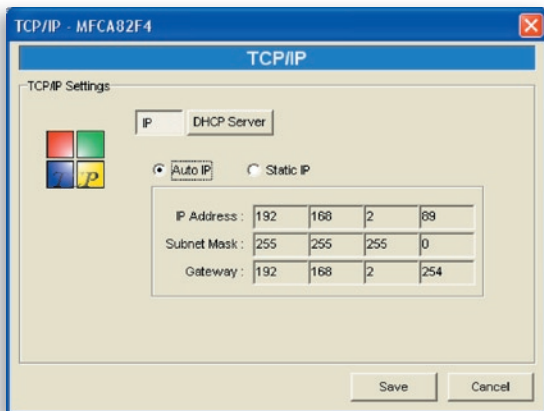 TCP/IP - MFCA82F4
TCP/IP
TCP/IP Settings
IP DHCP Server
IP
Auto IP Static IP
IP Address : 192 168 2 89
Subnet Mask : 255 255 255 0
Gateway : 192 168 2 254
Save Cancel